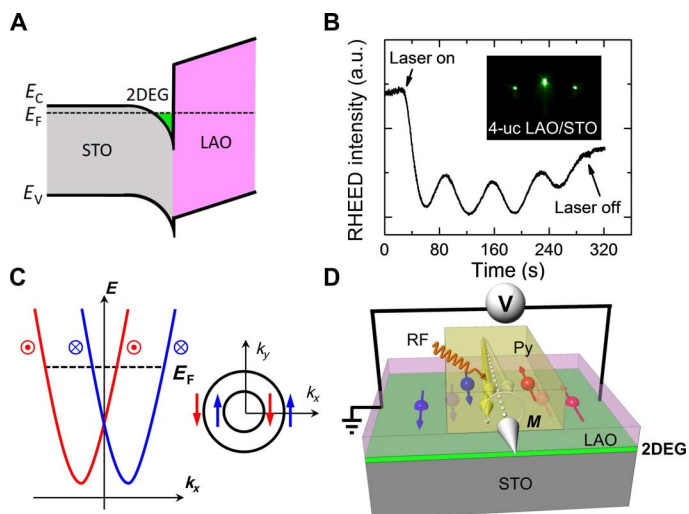 A
E_C
E_F
2DEG
STO
LAO
E_V
B
RHEED intensity (a.u.)
Laser on
4-uc LAO/STO
Laser off
0 80 160 240 320
Time (s)
C
E
E_F
k_x
k_y
k_x
D
V
RF
Py
M
LAO
2DEG
STO